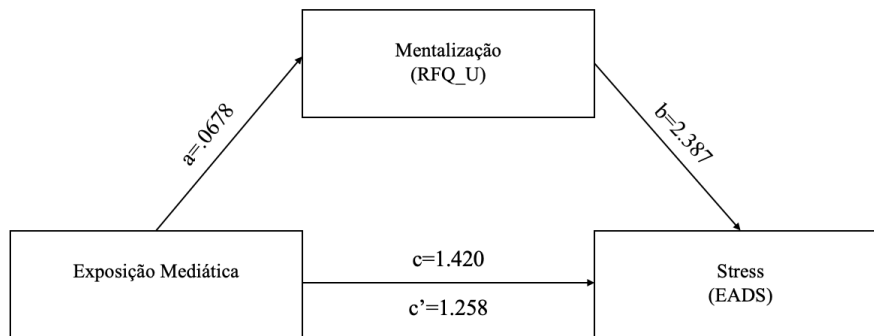 Mentalização
(RFQ_U)
a=.0678
b=2.387
Exposição Mediática
c=1.420
c’=1.258
Stress
(EADS)